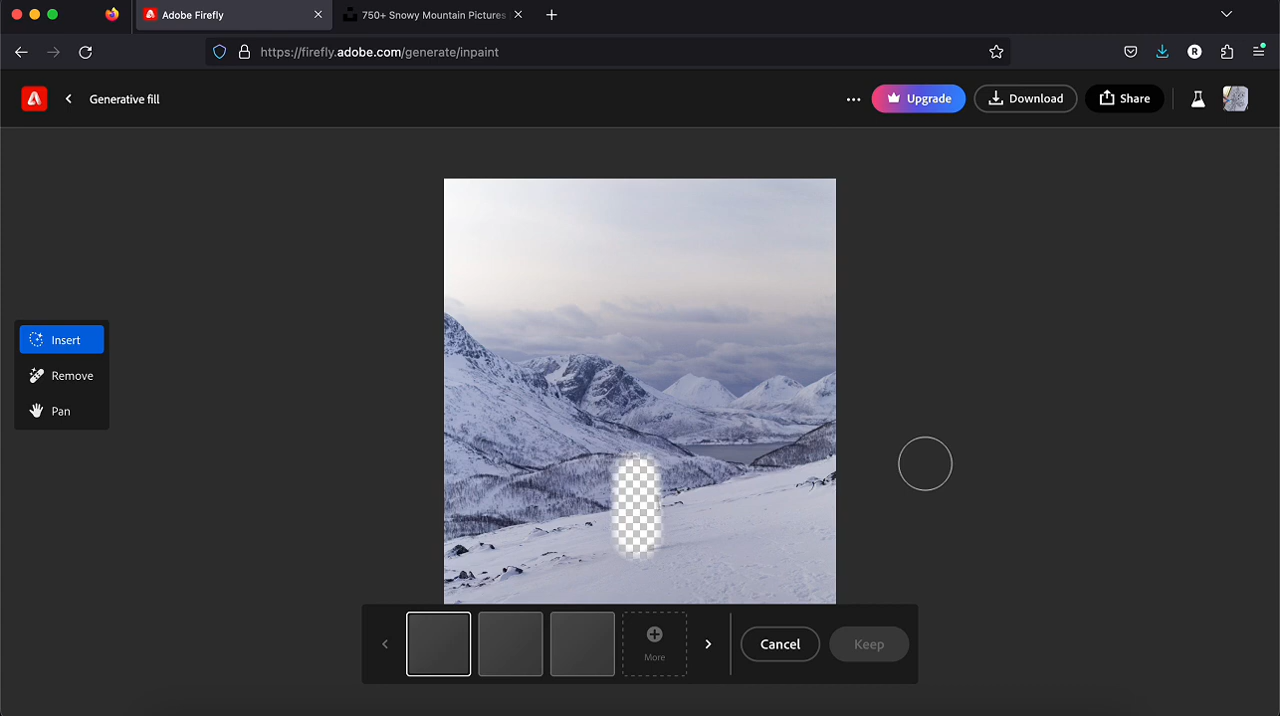 Adobe Firefly
750+ Snowy Mountain Pictures
https://firefly.adobe.com/generate/inpaint
R
Generative fill
Upgrade
Download
Share
Insert
Remove
Pan
More
Cancel
Keep